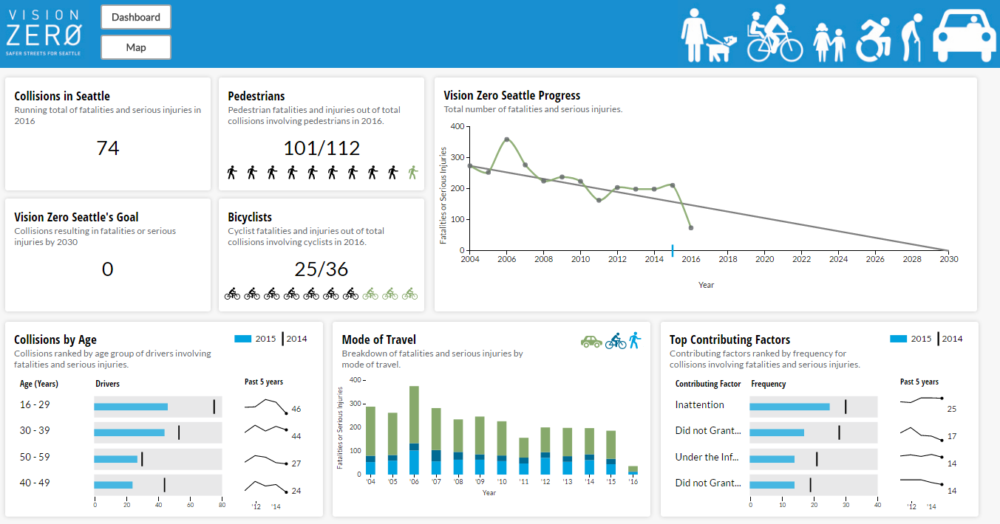 VISION
ZERØ
SAFER STREETS FOR SEATTLE
Dashboard
Map
Collisions in Seattle
Running total of fatalities and serious injuries in
2016
74
Pedestrians
Pedestrian fatalities and injuries out of total
collisions involving pedestrians in 2016.
101/112
Vision Zero Seattle's Goal
Collisions resulting in fatalities or serious
injuries by 2030
0
Bicyclists
Cyclist fatalities and injuries out of total
collisions involving cyclists in 2016.
25/36
Vision Zero Seattle Progress
Total number of fatalities and serious injuries.
Fatalities or Serious Injuries
400
300
200
100
0
2004 2006 2008 2010 2012 2014 2016 2018 2020 2022 2024 2026 2028 2030
Year
Collisions by Age
2015 2014
Collisions ranked by age group of drivers involving
fatalities and serious injuries.
Age (Years) Drivers Past 5 years
16 - 29 46
30 - 39 44
50 - 59 27
40 - 49 24
0 20 40 60 80 '12 '14
Mode of Travel
Breakdown of fatalities and serious injuries by
mode of travel.
Fatalities or Serious Injuries
400
300
200
100
0
'04 '05 '06 '07 '08 '09 '10 '11 '12 '13 '14 '15 '16
Year
Top Contributing Factors
2015 2014
Contributing factors ranked by frequency for
collisions involving fatalities and serious injuries.
Contributing Factor Frequency Past 5 years
Inattention 25
Did not Grant... 17
Under the Inf... 14
Did not Grant... 14
0 10 20 30 40 '12 '14